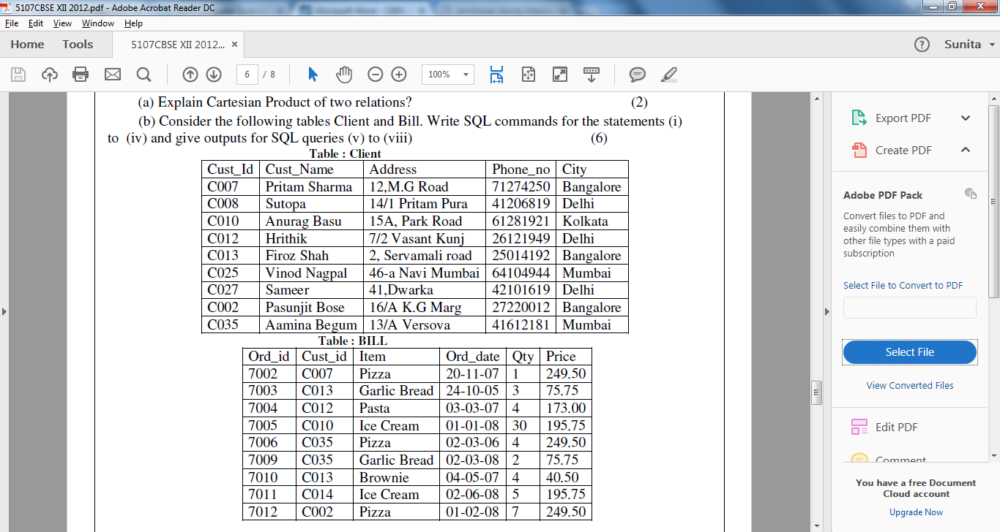 5107CBSE XII 2012.pdf - Adobe Acrobat Reader DC
File Edit View Window Help
Home Tools 5107CBSE XII 2012... × ? Sunita
6 / 8 100%
(a) Explain Cartesian Product of two relations? (2)
(b) Consider the following tables Client and Bill. Write SQL commands for the statements (i)
to (iv) and give outputs for SQL queries (v) to (viii) (6)
Table : Client
Cust_Id Cust_Name Address Phone_no City
C007 Pritam Sharma 12,M.G Road 71274250 Bangalore
C008 Sutopa 14/1 Pritam Pura 41206819 Delhi
C010 Anurag Basu 15A, Park Road 61281921 Kolkata
C012 Hrithik 7/2 Vasant Kunj 26121949 Delhi
C013 Firoz Shah 2, Servamali road 25014192 Bangalore
C025 Vinod Nagpal 46-a Navi Mumbai 64104944 Mumbai
C027 Sameer 41,Dwarka 42101619 Delhi
C002 Pasunjit Bose 16/A K.G Marg 27220012 Bangalore
C035 Aamina Begum 13/A Versova 41612181 Mumbai
Table : BILL
Ord_id Cust_id Item Ord_date Qty Price
7002 C007 Pizza 20-11-07 1 249.50
7003 C013 Garlic Bread 24-10-05 3 75.75
7004 C012 Pasta 03-03-07 4 173.00
7005 C010 Ice Cream 01-01-08 30 195.75
7006 C035 Pizza 02-03-06 4 249.50
7009 C035 Garlic Bread 02-03-08 2 75.75
7010 C013 Brownie 04-05-07 4 40.50
7011 C014 Ice Cream 02-06-08 5 195.75
7012 C002 Pizza 01-02-08 7 249.50
Export PDF
Create PDF
Adobe PDF Pack
Convert files to PDF and
easily combine them with
other file types with a paid
subscription
Select File to Convert to PDF
Select File
View Converted Files
Edit PDF
Comment
You have a free Document
Cloud account
Upgrade Now